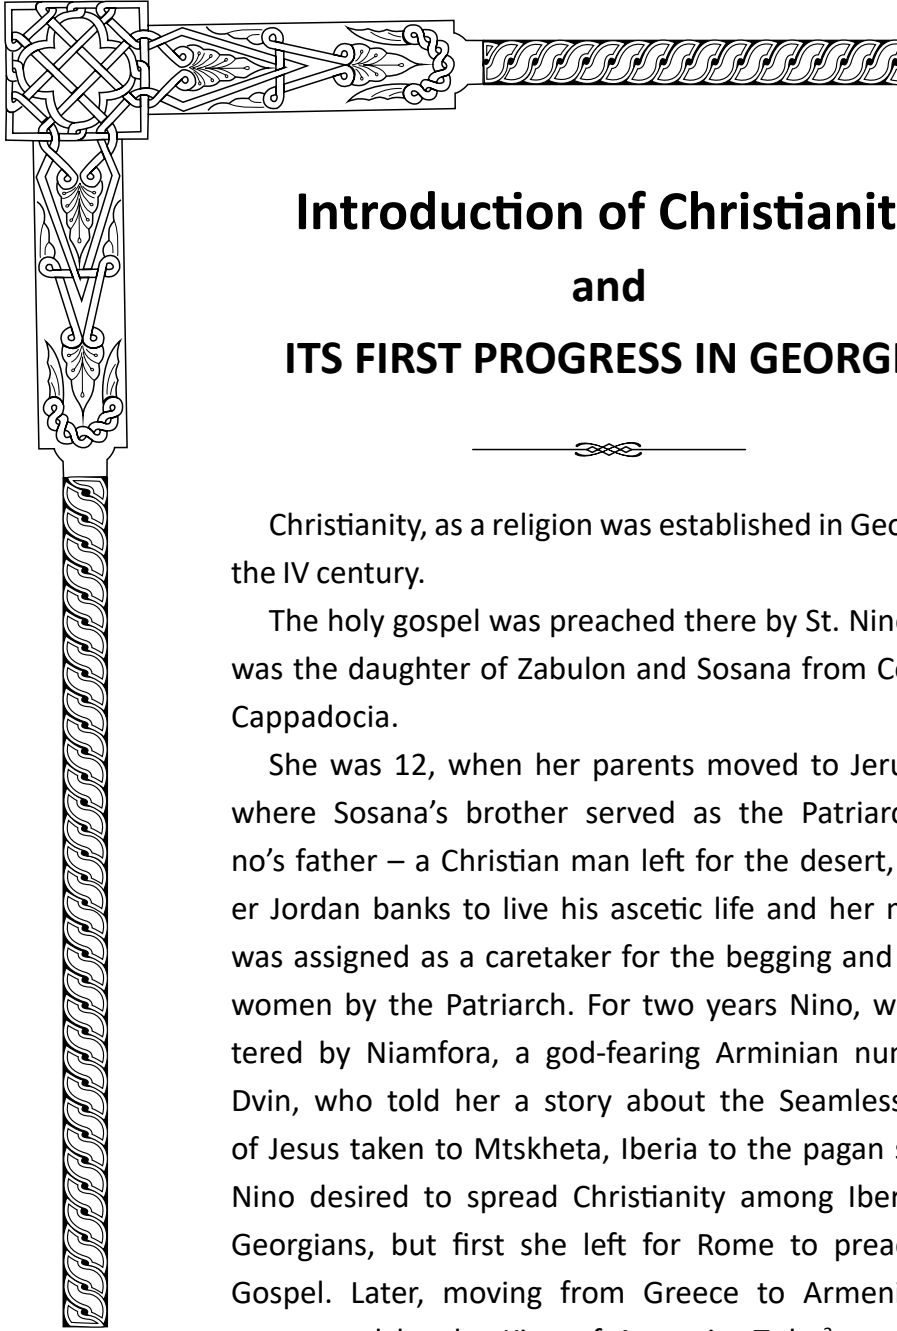 Introduction of Christianit
and
ITS FIRST PROGRESS IN GEORG
Christianity, as a religion was established in Geo
the IV century.
The holy gospel was preached there by St. Nin
was the daughter of Zabulon and Sosana from C
Cappadocia.
She was 12, when her parents moved to Jeru
where Sosana’s brother served as the Patriarc
no’s father – a Christian man left for the desert,
er Jordan banks to live his ascetic life and her
was assigned as a caretaker for the begging and
women by the Patriarch. For two years Nino, w
tered by Niamfora, a god-fearing Arminian nu
Dvin, who told her a story about the Seamless
of Jesus taken to Mtskheta, Iberia to the pagan
Nino desired to spread Christianity among Iber
Georgians, but first she left for Rome to prea
Gospel. Later, moving from Greece to Armeni